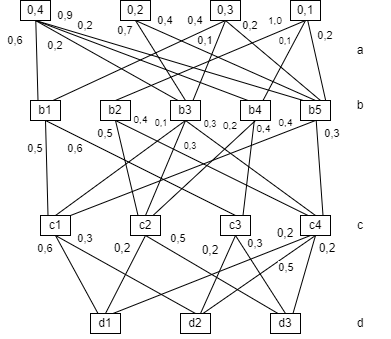 0,4 0,2 0,3 0,1
0,9 0,2 0,4 0,4 0,2 1,0
0,6 0,2 0,7 0,1 0,1 0,2
a
b1 b2 b3 b4 b5 b
0,4 0,1 0,3 0,2 0,4 0,4
0,5 0,3
0,5 0,6 0,3
c1 c2 c3 c4 c
0,3 0,5 0,2
0,6 0,2 0,2 0,3 0,2
0,5
d1 d2 d3 d